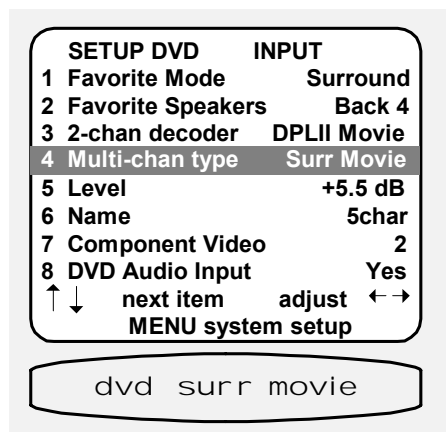 SETUP DVD INPUT
1 Favorite Mode Surround
2 Favorite Speakers Back 4
3 2-chan decoder DPLII Movie
4 Multi-chan type Surr Movie
5 Level +5.5 dB
6 Name 5char
7 Component Video 2
8 DVD Audio Input Yes
↑↓ next item adjust ←→
MENU system setup
dvd surr movie